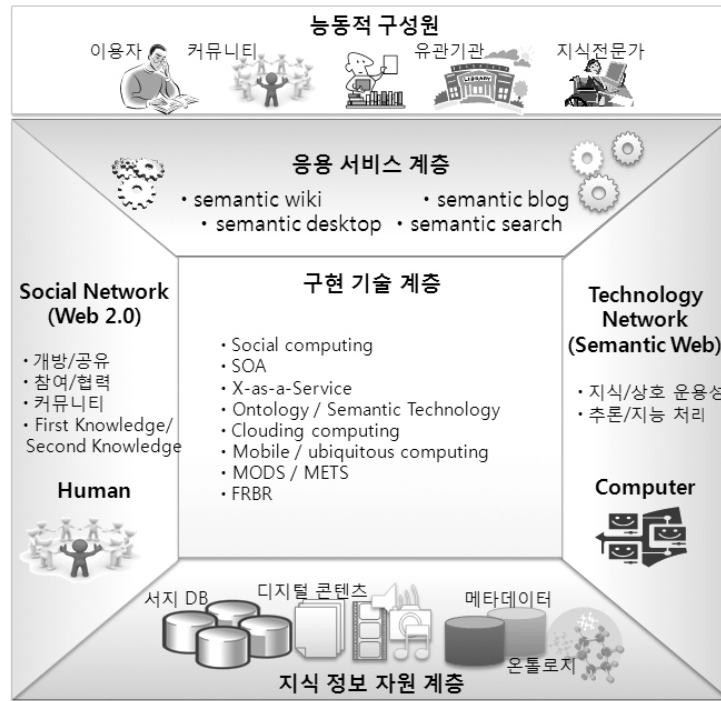 능동적 구성원
이용자 커뮤니티 유관기관 지식전문가
LIBRARY
응용 서비스 계층
・semantic wiki ・semantic blog
・semantic desktop ・semantic search
구현 기술 계층
・Social computing
・SOA
・X-as-a-Service
・Ontology / Semantic Technology
・Clouding computing
・Mobile / ubiquitous computing
・MODS / METS
・FRBR
Social Network
(Web 2.0)
・개방/공유
・참여/협력
・커뮤니티
・First Knowledge/
Second Knowledge
Human
Technology
Network
(Semantic Web)
・지식/상호 운용성
・추론/지능 처리
Computer
서지 DB 디지털 콘텐츠 메타데이터
온톨로지
지식 정보 자원 계층